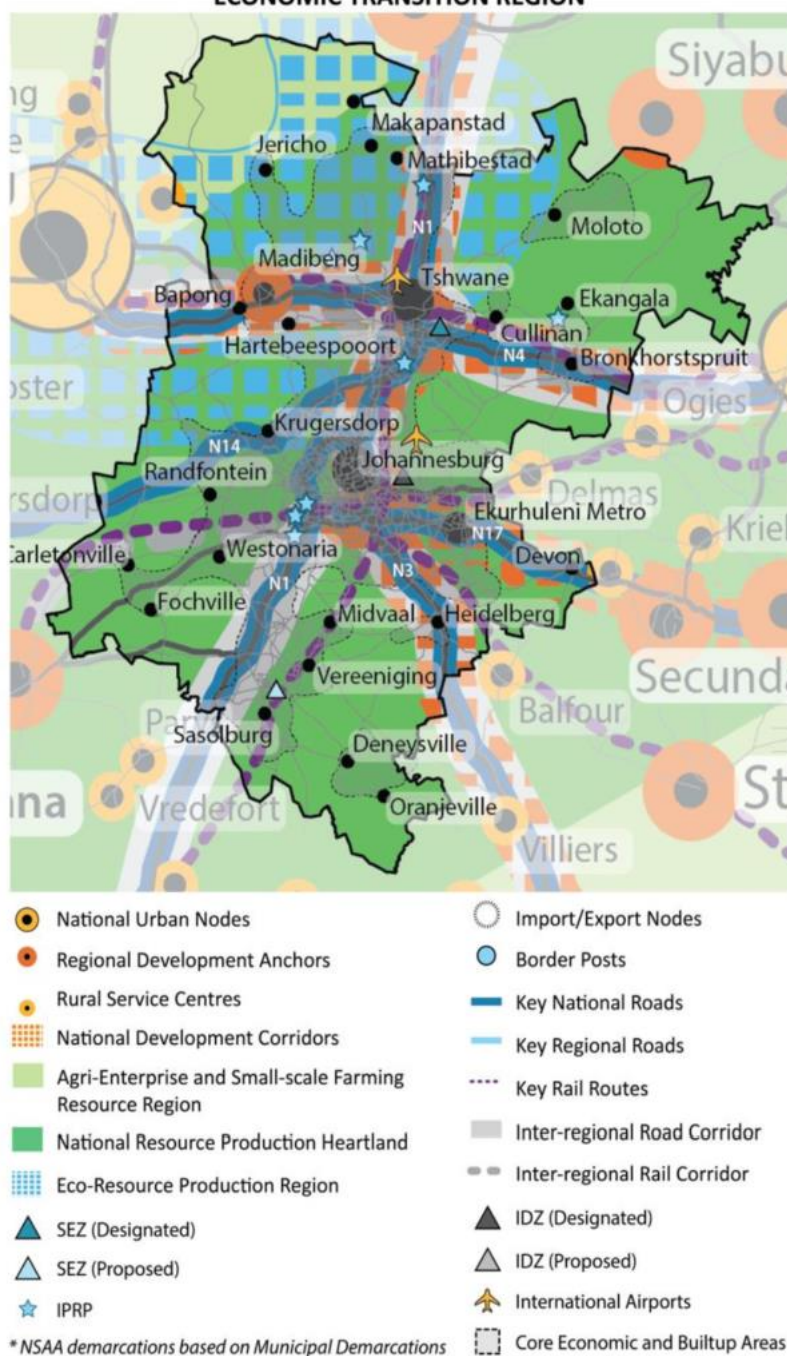 ECONOMIC TRANSITION REGION
Siyabu
ng
Makapanstad
Jericho
Mathibestad
Moloto
N1
Madibeng
Tshwane
Bapong
Ekangala
Cullinan
Hartebeespooort
N4
Bronkhorstspruit
oster
Ogies
Krugersdorp
N14
Johannesburg
Randfontein
ersdorp
Delmas
Ekurhuleni Metro
Kriel
N17
Carletonville
Westonaria
Devon
N1
N3
Fochville
Midvaal
Heidelberg
Vereeniging
Secunda
Balfour
Sasolburg
Deneysville
ana
Vredefort
Oranjeville
St
Villiers
National Urban Nodes
Regional Development Anchors
Rural Service Centres
National Development Corridors
Agri-Enterprise and Small-scale Farming
Resource Region
National Resource Production Heartland
Eco-Resource Production Region
SEZ (Designated)
SEZ (Proposed)
IPRP
* NSAA demarcations based on Municipal Demarcations
Import/Export Nodes
Border Posts
Key National Roads
Key Regional Roads
Key Rail Routes
Inter-regional Road Corridor
Inter-regional Rail Corridor
IDZ (Designated)
IDZ (Proposed)
International Airports
Core Economic and Builtup Areas